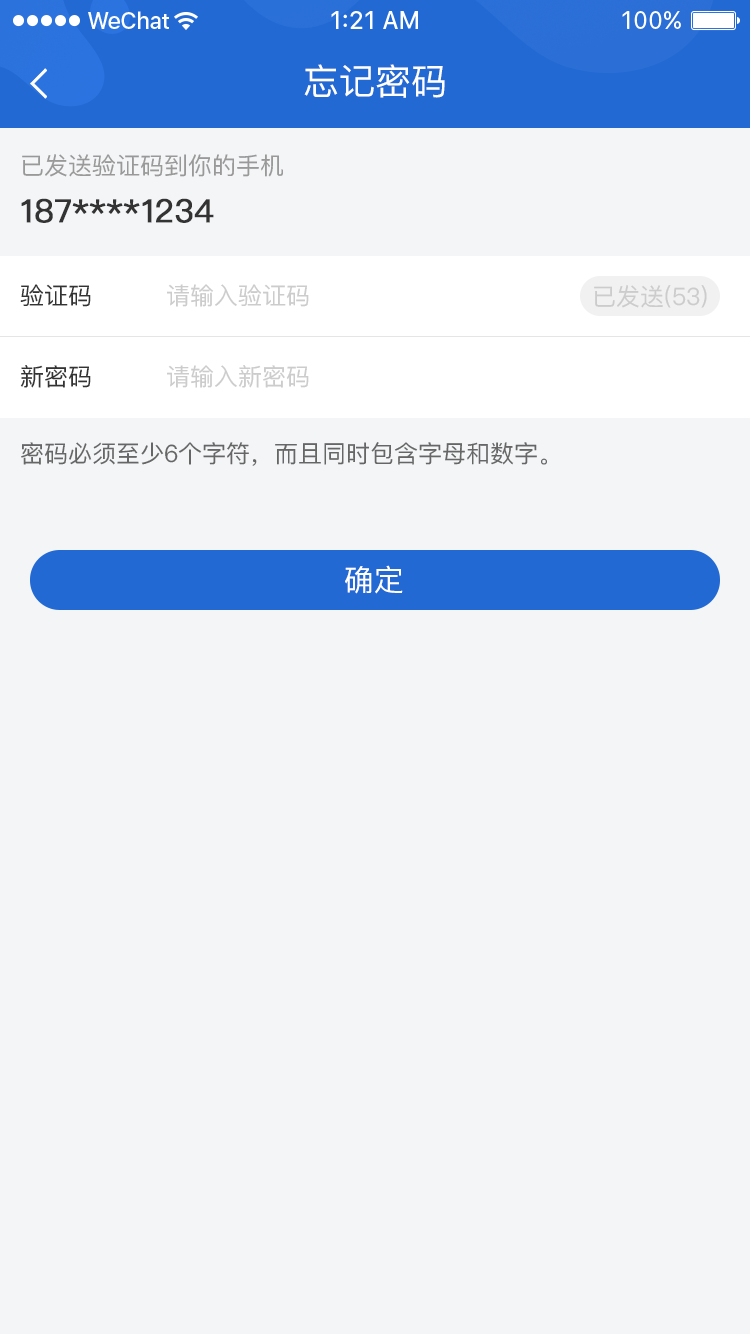 WeChat 1:21 AM 100%
忘记密码
已发送验证码到你的手机
187****1234
验证码 请输入验证码 已发送(53)
新密码 请输入新密码
密码必须至少6个字符，而且同时包含字母和数字。
确定